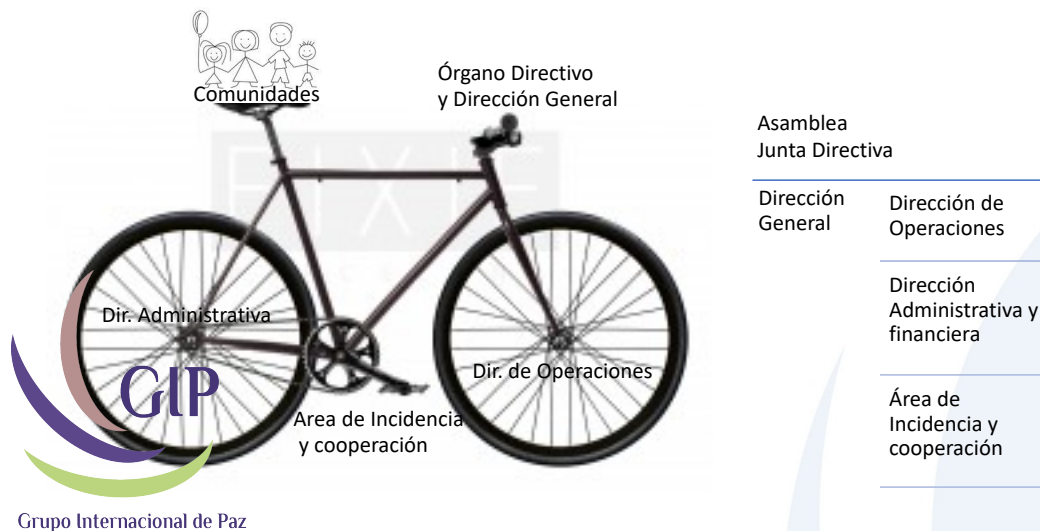 Comunidades
Órgano Directivo
y Dirección General
Dir. Administrativa
Dir. de Operaciones
Area de Incidencia
y cooperación
GIP
Grupo Internacional de Paz
Asamblea
Junta Directiva
Dirección
General
Dirección de
Operaciones
Dirección
Administrativa y
financiera
Área de
Incidencia y
cooperación